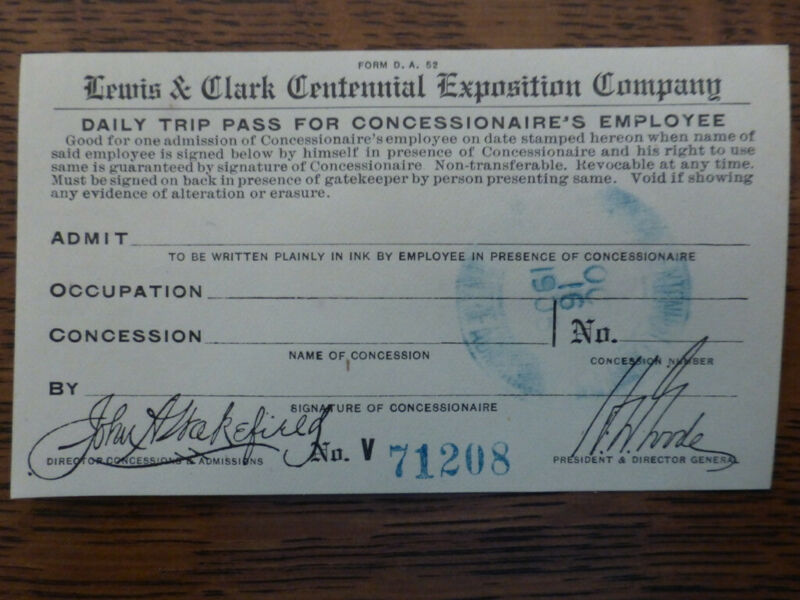 FORM D. A. 52
Lewis & Clark Centennial Exposition Company
DAILY TRIP PASS FOR CONCESSIONAIRE'S EMPLOYEE
Good for one admission of Concessionaire's employee on date stamped hereon when name of
said employee is signed below by himself in presence of Concessionaire and his right to use
same is guaranteed by signature of Concessionaire Non-transferable. Revocable at any time.
Must be signed on back in presence of gatekeeper by person presenting same. Void if showing
any evidence of alteration or erasure.
ADMIT
TO BE WRITTEN PLAINLY IN INK BY EMPLOYEE IN PRESENCE OF CONCESSIONAIRE
OCCUPATION
CONCESSION No.
NAME OF CONCESSION CONCESSION NUMBER
BY
SIGNATURE OF CONCESSIONAIRE
John A Wakefield
DIRECTOR CONCESSIONS & ADMISSIONS
No. V 71208
PRESIDENT & DIRECTOR GENERAL